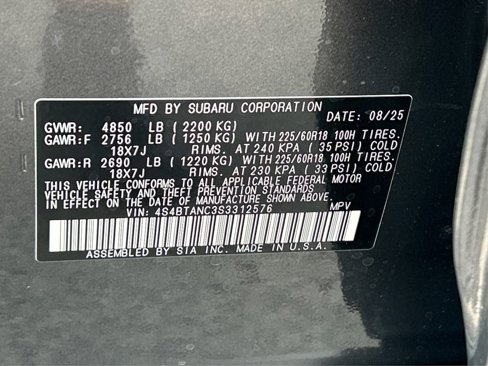 MFD BY SUBARU CORPORATION DATE: 08/25
GVWR: 4850 LB (2200 KG)
GAWR:F 2756 LB (1250 KG) WITH 225/60R18 100H TIRES.
18X7J RIMS. AT 240 KPA (35 PSI) COLD
GAWR:R 2690 LB (1220 KG) WITH 225/60R18 100H TIRES.
18X7J RIMS. AT 230 KPA (33 PSI) COLD
THIS VEHICLE CONFORMS TO ALL APPLICABLE FEDERAL MOTOR
VEHICLE SAFETY AND THEFT PREVENTION STANDARDS
IN EFFECT ON THE DATE OF MANUFACTURE SHOWN ABOVE.
VIN: 4S4BTANC3S3312576 MPV
ASSEMBLED BY SIA INC. MADE IN U.S.A.